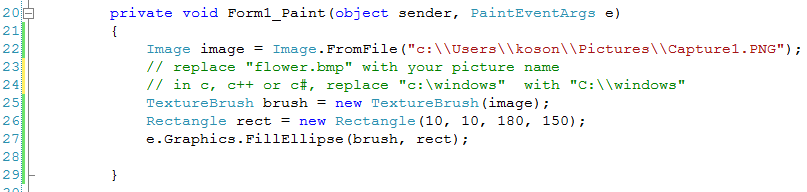 20 private void Form1_Paint(object sender, PaintEventArgs e)
21 {
22 Image image = Image.FromFile("c:\\Users\\koson\\Pictures\\Capture1.PNG");
23 // replace "flower.bmp" with your picture name
24 // in c, c++ or c#, replace "c:\windows"  with "C:\\windows"
25 TextureBrush brush = new TextureBrush(image);
26 Rectangle rect = new Rectangle(10, 10, 180, 150);
27 e.Graphics.FillEllipse(brush, rect);
28
29 }